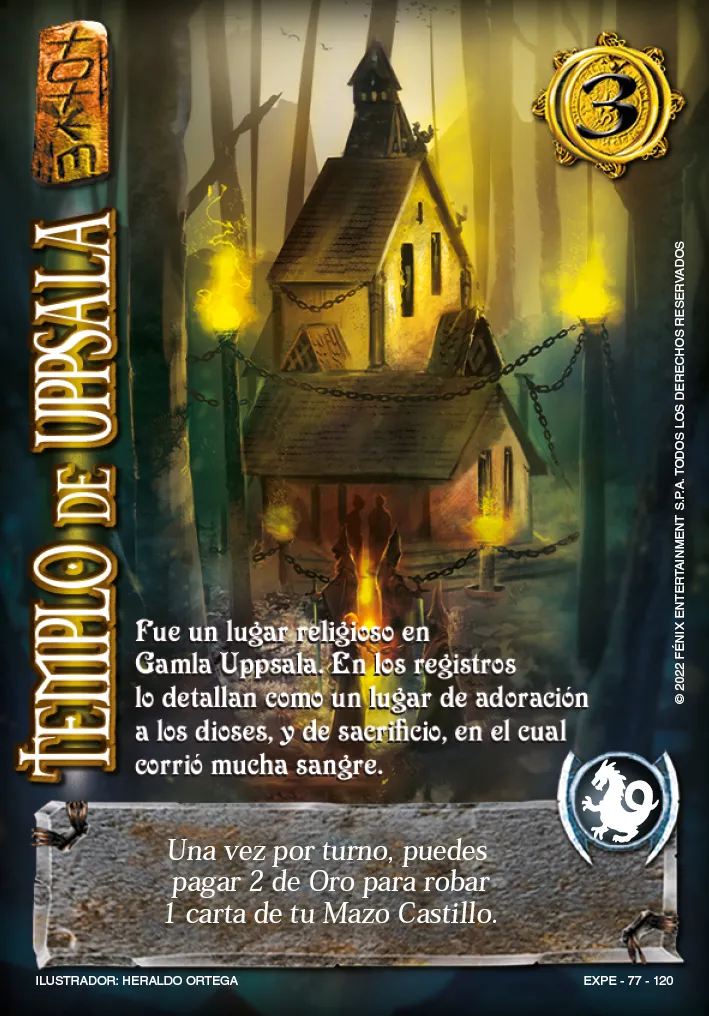 3
TEMPLO DE UPPSALA
Fue un lugar religioso en
Gamla Uppsala. En los registros
lo detallan como un lugar de adoración
a los dioses, y de sacrificio, en el cual
corrió mucha sangre.
Una vez por turno, puedes
pagar 2 de Oro para robar
1 carta de tu Mazo Castillo.
ILUSTRADOR: HERALDO ORTEGA
EXPE - 77 - 120
© 2022 FÉNIX ENTERTAINMENT S.P.A. TODOS LOS DERECHOS RESERVADOS